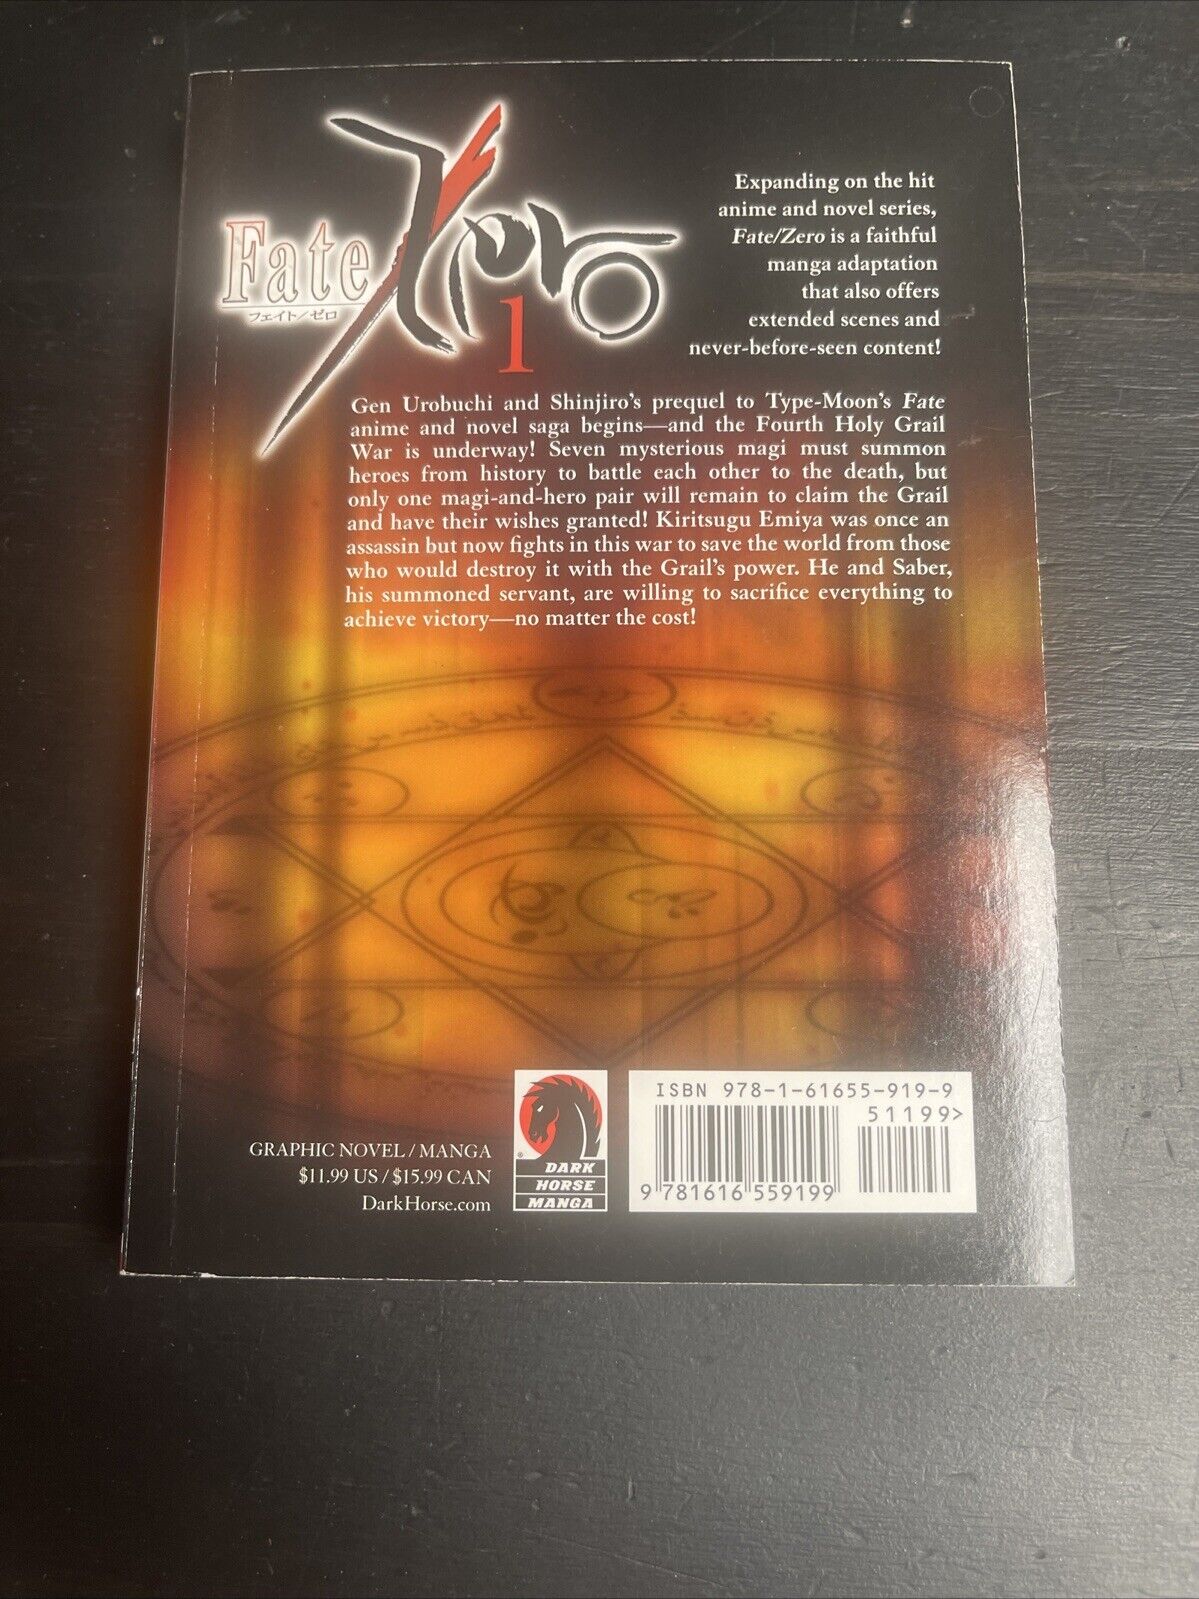 Fate/Zero
フェイト/ゼロ
1
Expanding on the hit
anime and novel series,
Fate/Zero is a faithful
manga adaptation
that also offers
extended scenes and
never-before-seen content!
Gen Urobuchi and Shinjiro's prequel to Type-Moon's Fate
anime and novel saga begins—and the Fourth Holy Grail
War is underway! Seven mysterious magi must summon
heroes from history to battle each other to the death, but
only one magi-and-hero pair will remain to claim the Grail
and have their wishes granted! Kiritsugu Emiya was once an
assassin but now fights in this war to save the world from those
who would destroy it with the Grail's power. He and Saber,
his summoned servant, are willing to sacrifice everything to
achieve victory—no matter the cost!
GRAPHIC NOVEL / MANGA
$11.99 US / $15.99 CAN
DarkHorse.com
®
DARK
HORSE
MANGA
ISBN 978-1-61655-919-9
51199>
9 781616 559199